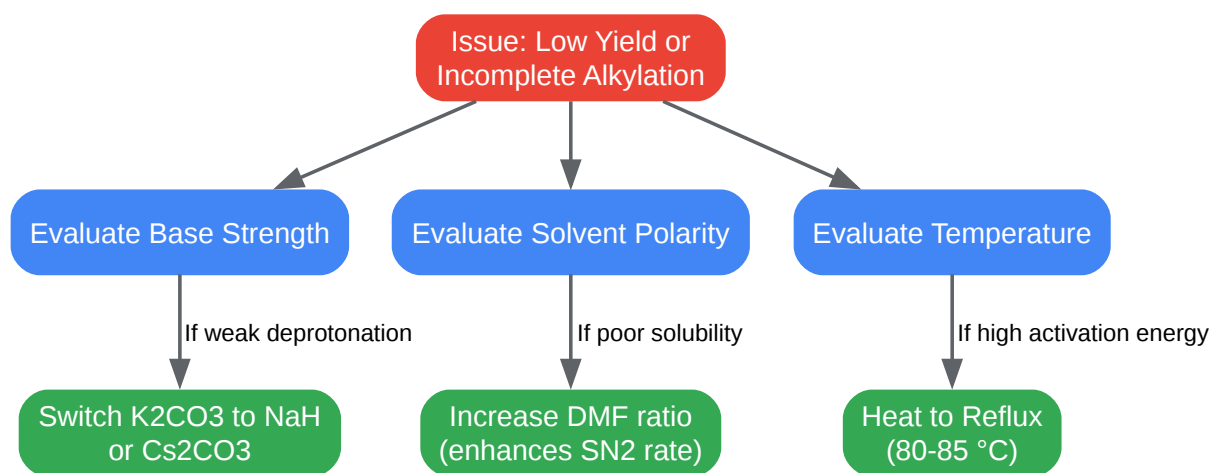 Issue: Low Yield or
Incomplete Alkylation
Evaluate Base Strength
Evaluate Solvent Polarity
Evaluate Temperature
If weak deprotonation
If poor solubility
If high activation energy
Switch K2CO3 to NaH
or Cs2CO3
Increase DMF ratio
(enhances SN2 rate)
Heat to Reflux
(80-85 °C)